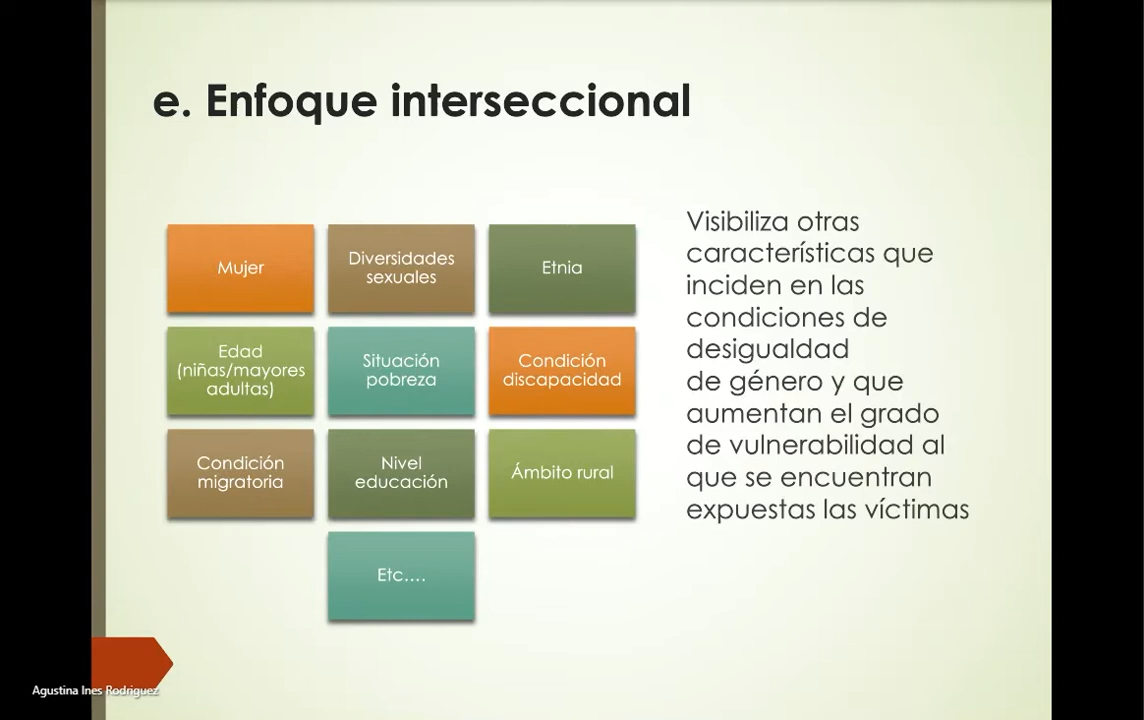 e. Enfoque interseccional
Mujer
Diversidades
sexuales
Etnia
Edad
(niñas/mayores
adultas)
Situación
pobreza
Condición
discapacidad
Condición
migratoria
Nivel
educación
Ámbito rural
Etc....
Visibiliza otras
características que
inciden en las
condiciones de
desigualdad
de género y que
aumentan el grado
de vulnerabilidad al
que se encuentran
expuestas las víctimas
Agustina Ines Rodriguez